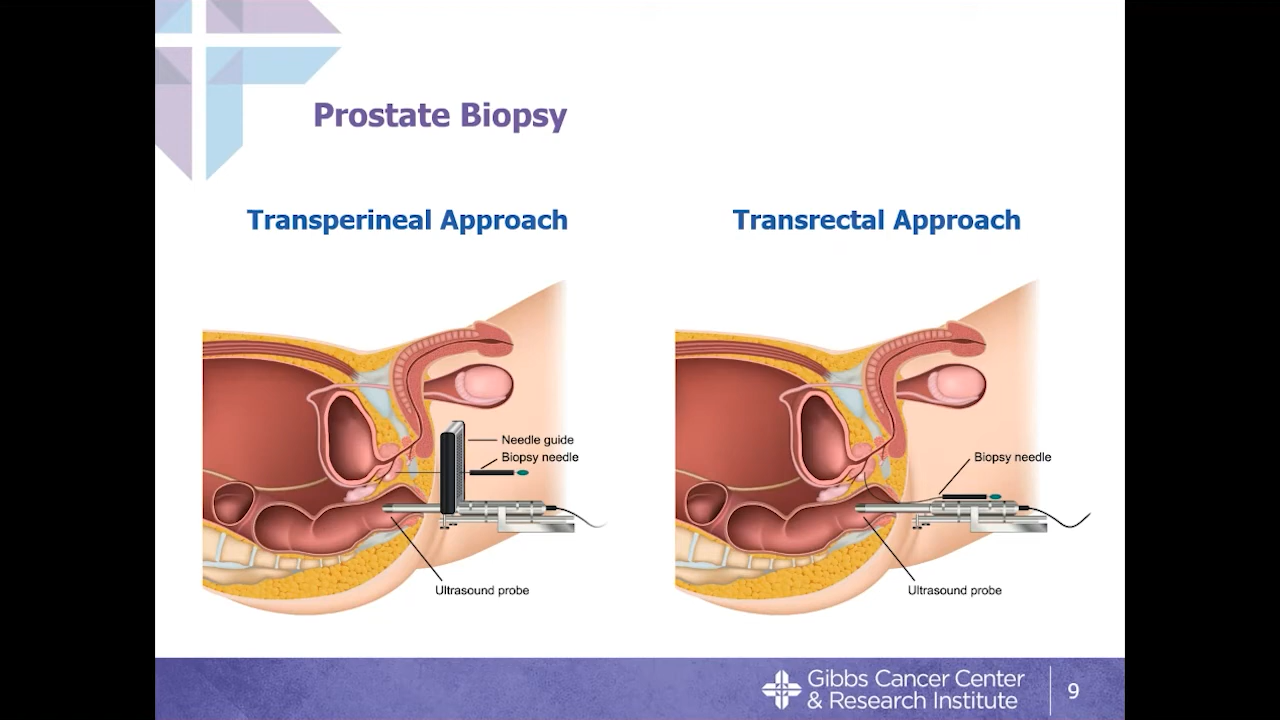 Prostate Biopsy
Transperineal Approach
Needle guide
Biopsy needle
Ultrasound probe
Transrectal Approach
Biopsy needle
Ultrasound probe
Gibbs Cancer Center
& Research Institute
9